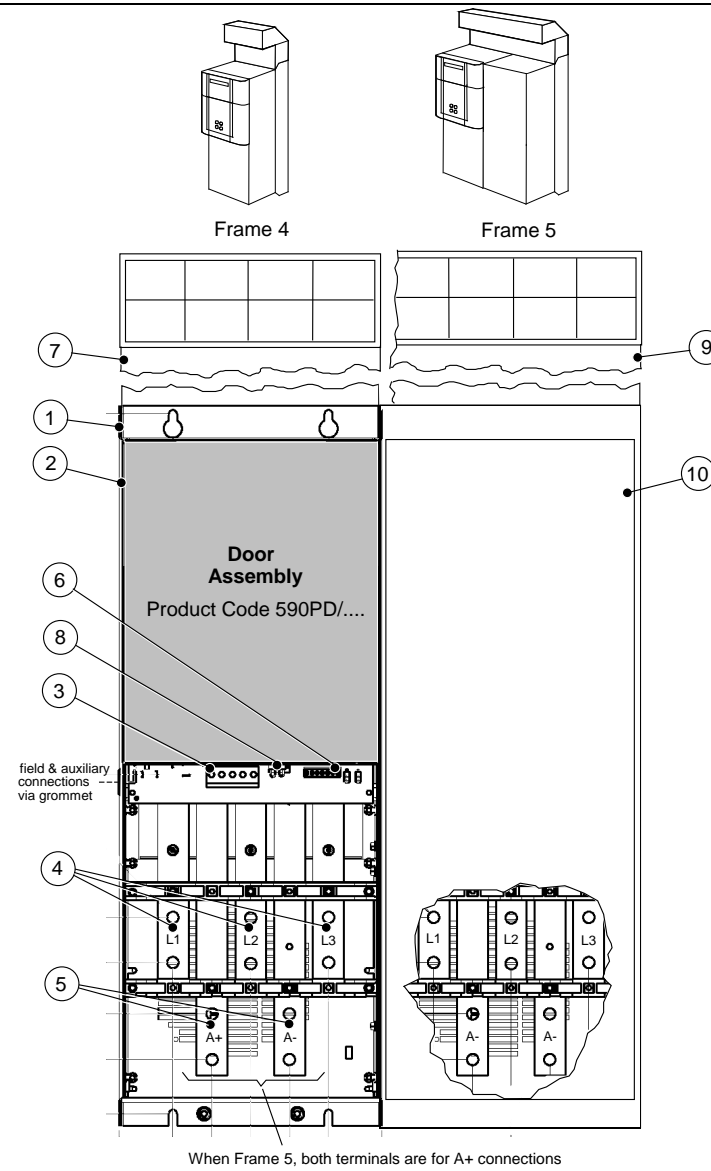 Frame 4
Frame 5
7
9
1
2
10
Door
Assembly
Product Code 590PD/....
6
8
3
field & auxiliary
connections
via grommet
4
L1
L2
L3
L1
L2
L3
5
A+
A-
A-
A-
When Frame 5, both terminals are for A+ connections